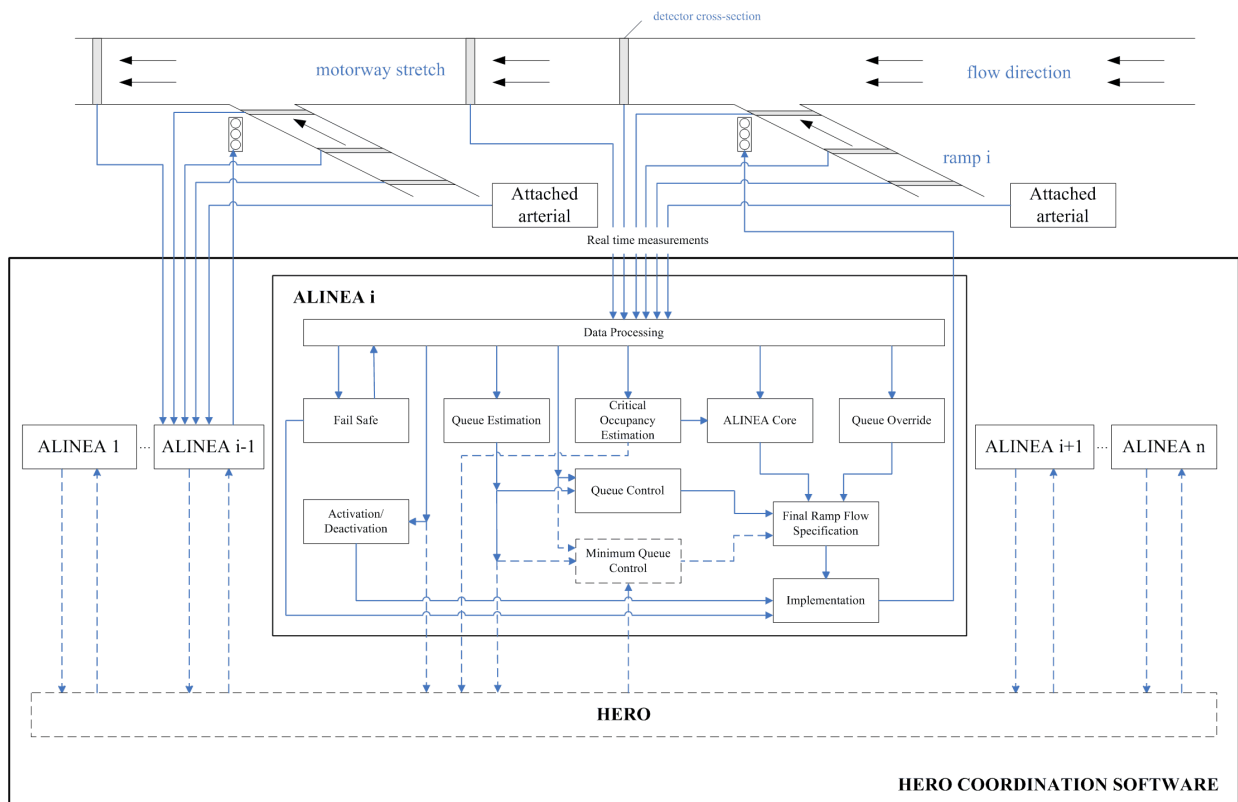 detector cross-section
motorway stretch
flow direction
ramp i
Attached
arterial
Attached
arterial
Real time measurements
ALINEA i
Data Processing
Fail Safe
Queue Estimation
Critical
Occupancy
Estimation
ALINEA Core
Queue Override
ALINEA 1
...
ALINEA i-1
ALINEA i+1
...
ALINEA n
Queue Control
Activation/
Deactivation
Final Ramp Flow
Specification
Minimum Queue
Control
Implementation
HERO
HERO COORDINATION SOFTWARE